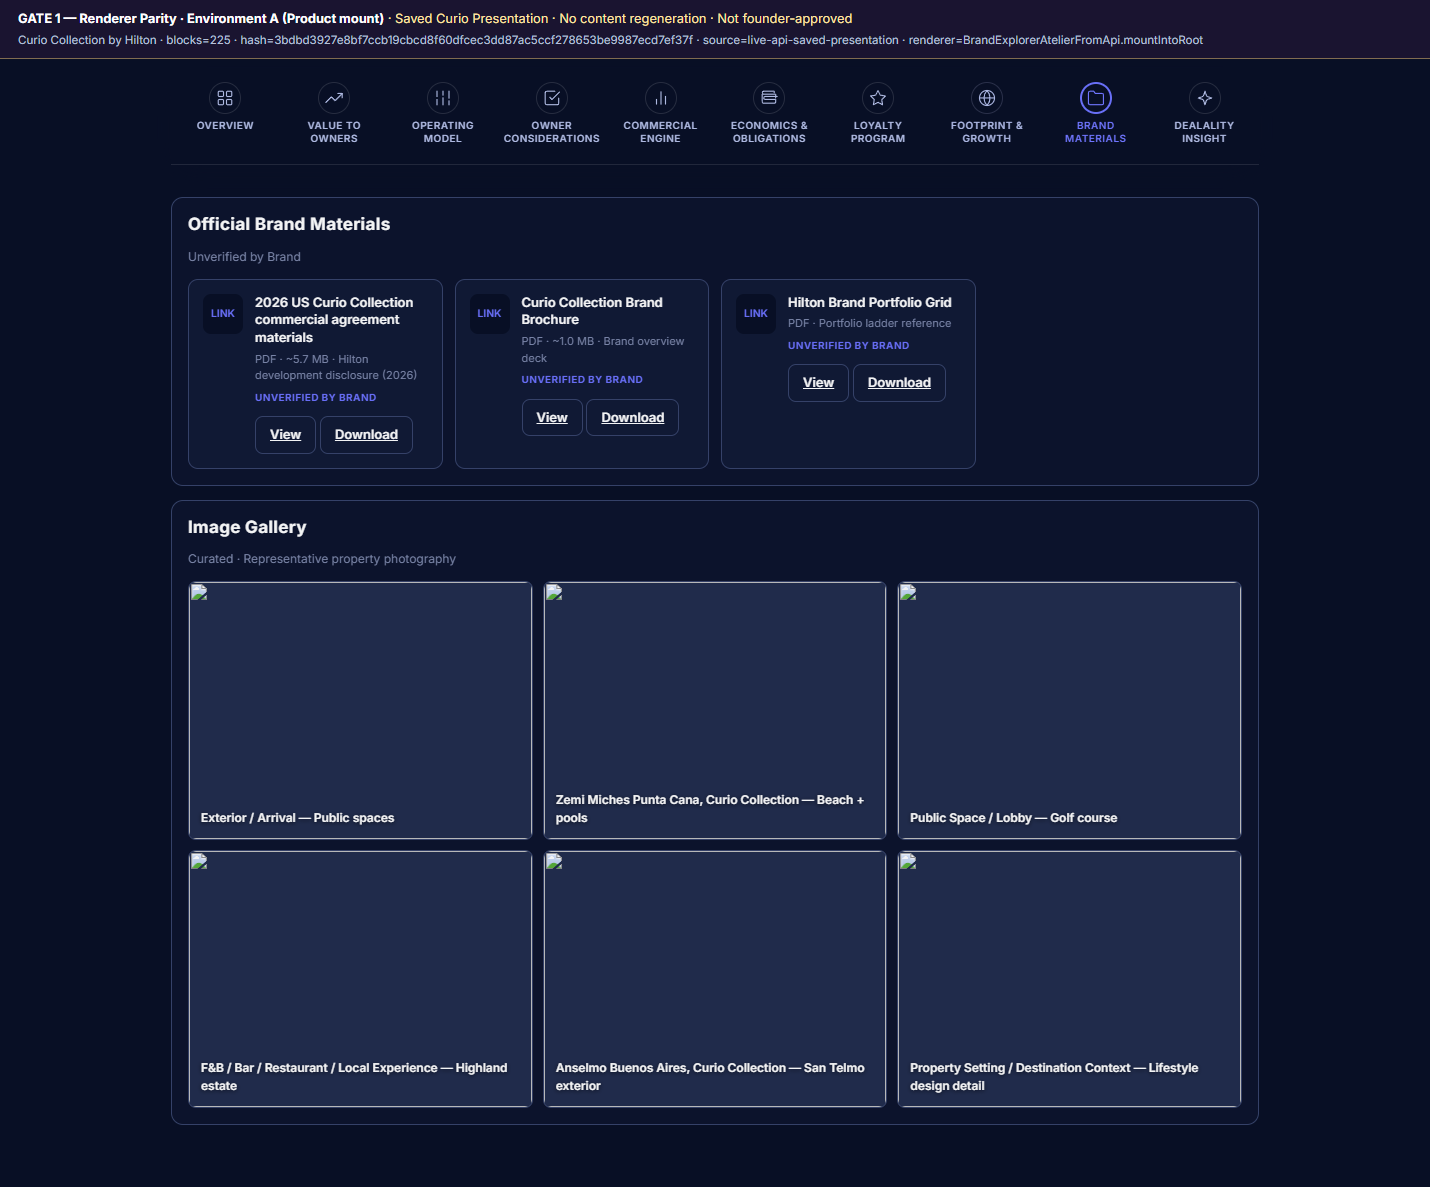 GATE 1 — Renderer Parity · Environment A (Product mount) · Saved Curio Presentation · No content regeneration · Not founder-approved
Curio Collection by Hilton · blocks=225 · hash=3bdbd3927e8bf7ccb19cbcd8f60dfcec3dd87ac5ccf278653be9987ecd7ef37f · source=live-api-saved-presentation · renderer=BrandExplorerAtelierFromApi.mountIntoRoot
OVERVIEW
VALUE TO
OWNERS
OPERATING
MODEL
OWNER
CONSIDERATIONS
COMMERCIAL
ENGINE
ECONOMICS &
OBLIGATIONS
LOYALTY
PROGRAM
FOOTPRINT &
GROWTH
BRAND
MATERIALS
DEALALITY
INSIGHT
Official Brand Materials
Unverified by Brand
LINK
2026 US Curio Collection
commercial agreement
materials
PDF · ~5.7 MB · Hilton
development disclosure (2026)
UNVERIFIED BY BRAND
View
Download
LINK
Curio Collection Brand
Brochure
PDF · ~1.0 MB · Brand overview
deck
UNVERIFIED BY BRAND
View
Download
LINK
Hilton Brand Portfolio Grid
PDF · Portfolio ladder reference
UNVERIFIED BY BRAND
View
Download
Image Gallery
Curated · Representative property photography
Exterior / Arrival — Public spaces
Zemi Miches Punta Cana, Curio Collection — Beach +
pools
Public Space / Lobby — Golf course
F&B / Bar / Restaurant / Local Experience — Highland
estate
Anselmo Buenos Aires, Curio Collection — San Telmo
exterior
Property Setting / Destination Context — Lifestyle
design detail